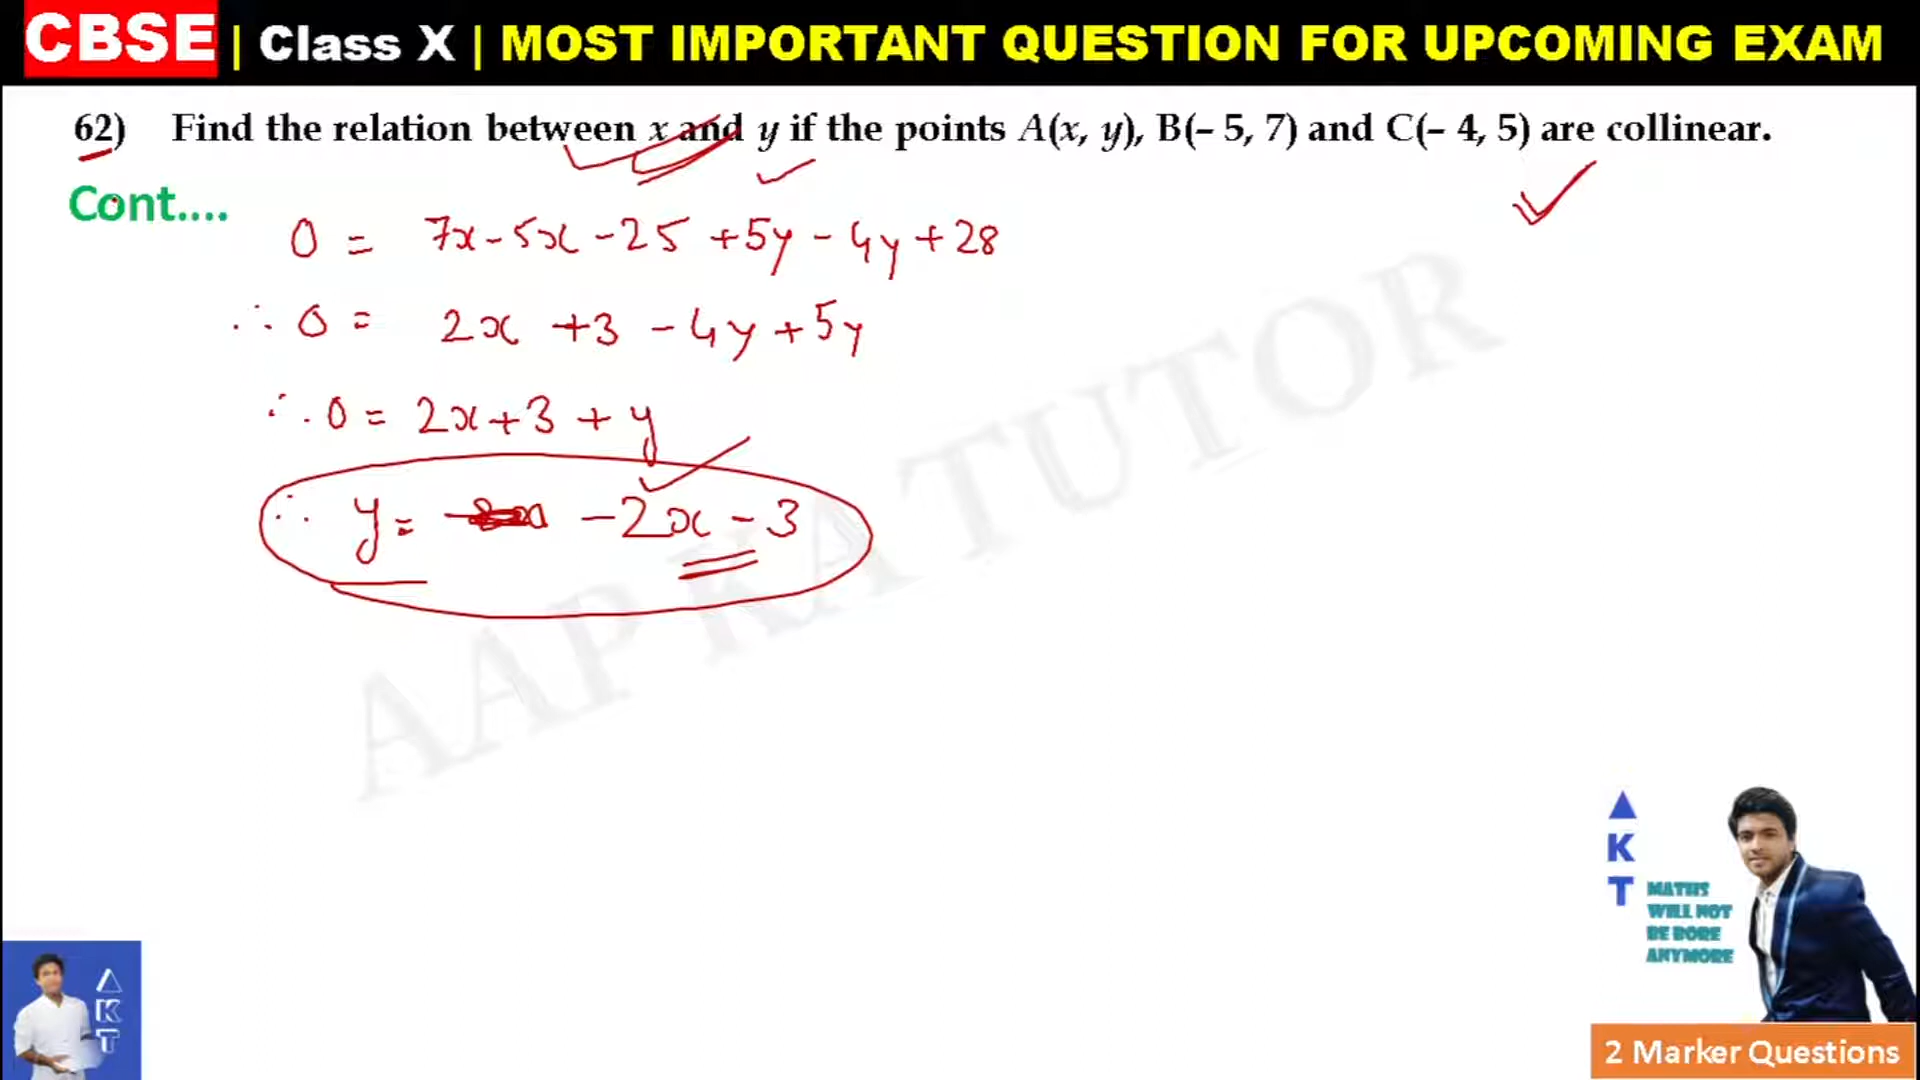 CBSE | Class X | MOST IMPORTANT QUESTION FOR UPCOMING EXAM
62) Find the relation between x and y if the points A(x, y), B(– 5, 7) and C(– 4, 5) are collinear.
Cont....
0 = 7x - 5x - 25 + 5y - 4y + 28
∴ 0 = 2x + 3 - 4y + 5y
∴ 0 = 2x + 3 + y
∴ y = - 2x - 3
AAP KA TUTOR
A
K
T
MATHS
WILL NOT
BE BORE
ANYMORE
A
K
T
2 Marker Questions